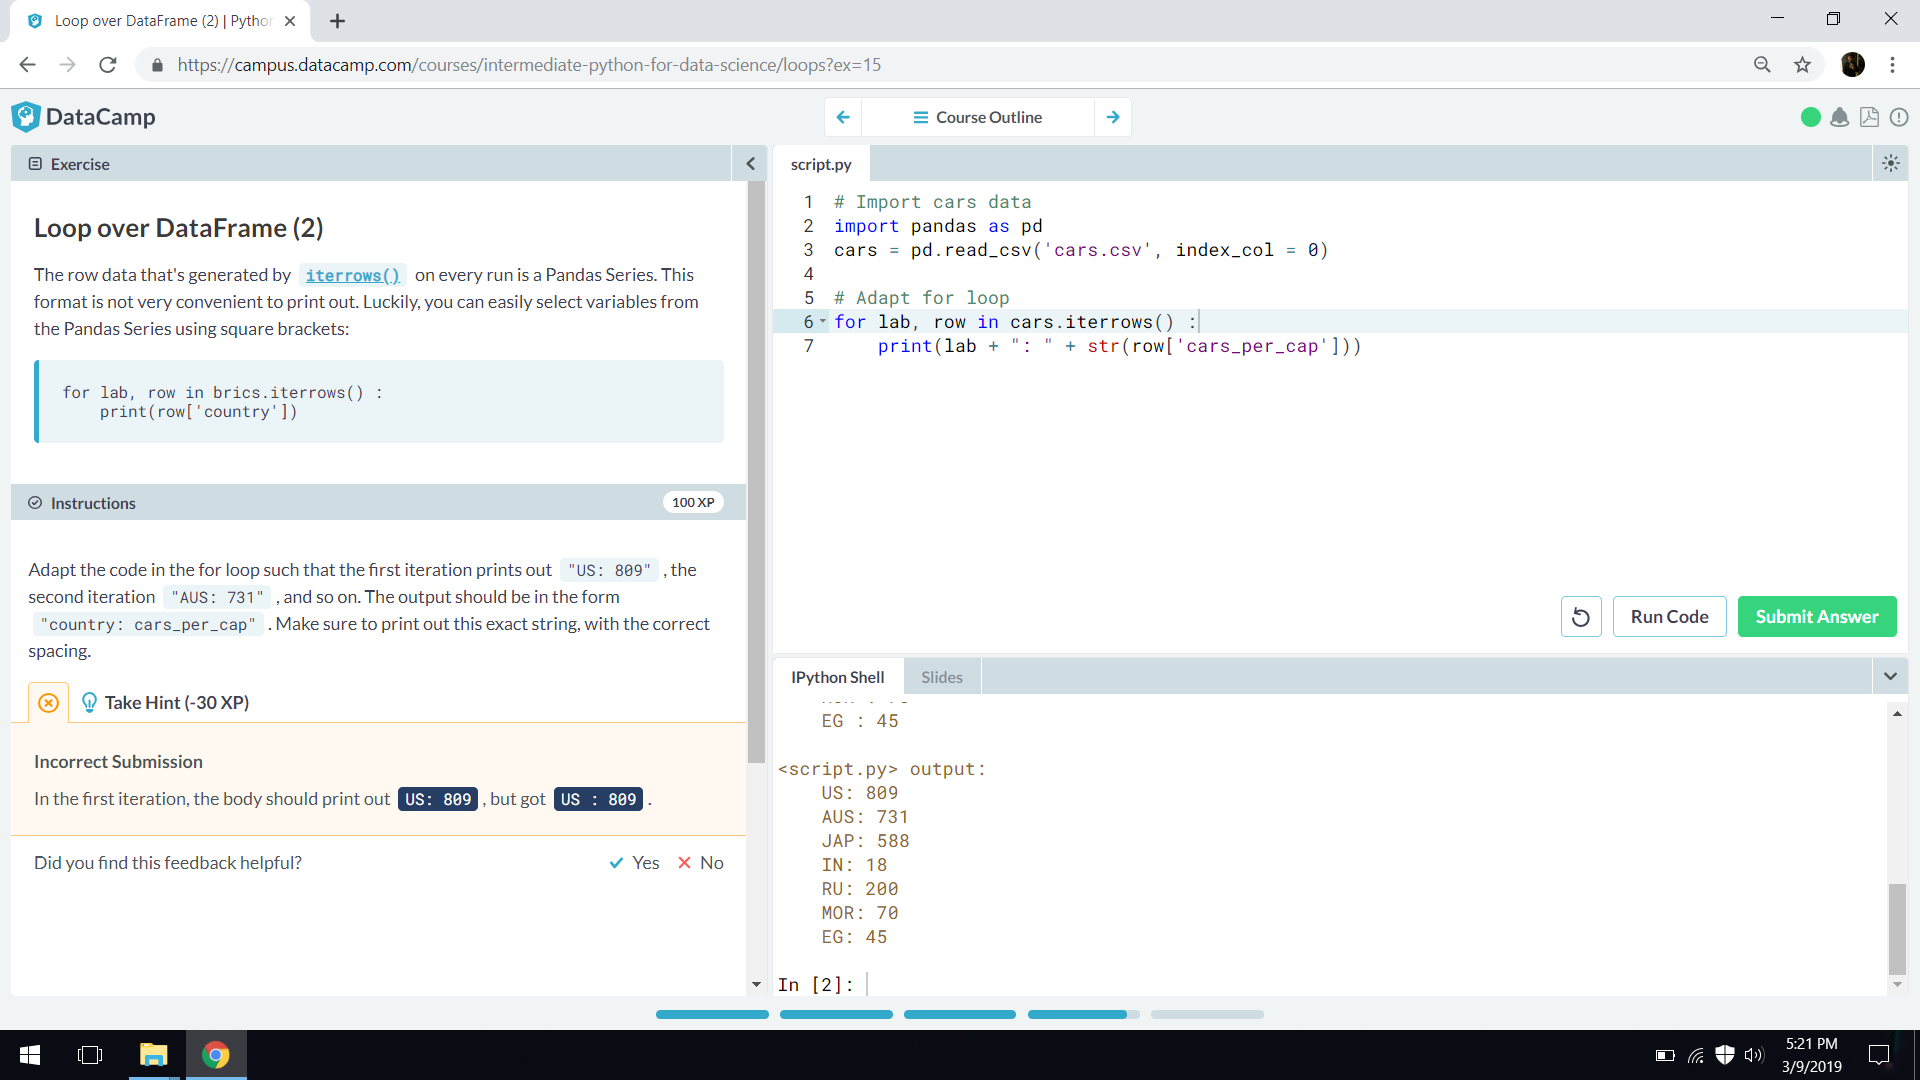 Loop over DataFrame (2) | Python
https://campus.datacamp.com/courses/intermediate-python-for-data-science/loops?ex=15
DataCamp
Course Outline
Exercise
Loop over DataFrame (2)
The row data that's generated by iterrows() on every run is a Pandas Series. This
format is not very convenient to print out. Luckily, you can easily select variables from
the Pandas Series using square brackets:
for lab, row in brics.iterrows() :
    print(row['country'])
Instructions
100 XP
Adapt the code in the for loop such that the first iteration prints out "US: 809" , the
second iteration "AUS: 731" , and so on. The output should be in the form
"country: cars_per_cap" . Make sure to print out this exact string, with the correct
spacing.
Take Hint (-30 XP)
Incorrect Submission
In the first iteration, the body should print out US: 809 , but got US : 809 .
Did you find this feedback helpful?
Yes
No
script.py
1 # Import cars data
2 import pandas as pd
3 cars = pd.read_csv('cars.csv', index_col = 0)
4
5 # Adapt for loop
6 for lab, row in cars.iterrows() :
7     print(lab + ": " + str(row['cars_per_cap']))
Run Code
Submit Answer
IPython Shell
Slides
EG : 45
<script.py> output:
US: 809
AUS: 731
JAP: 588
IN: 18
RU: 200
MOR: 70
EG: 45
In [2]:
5:21 PM
3/9/2019